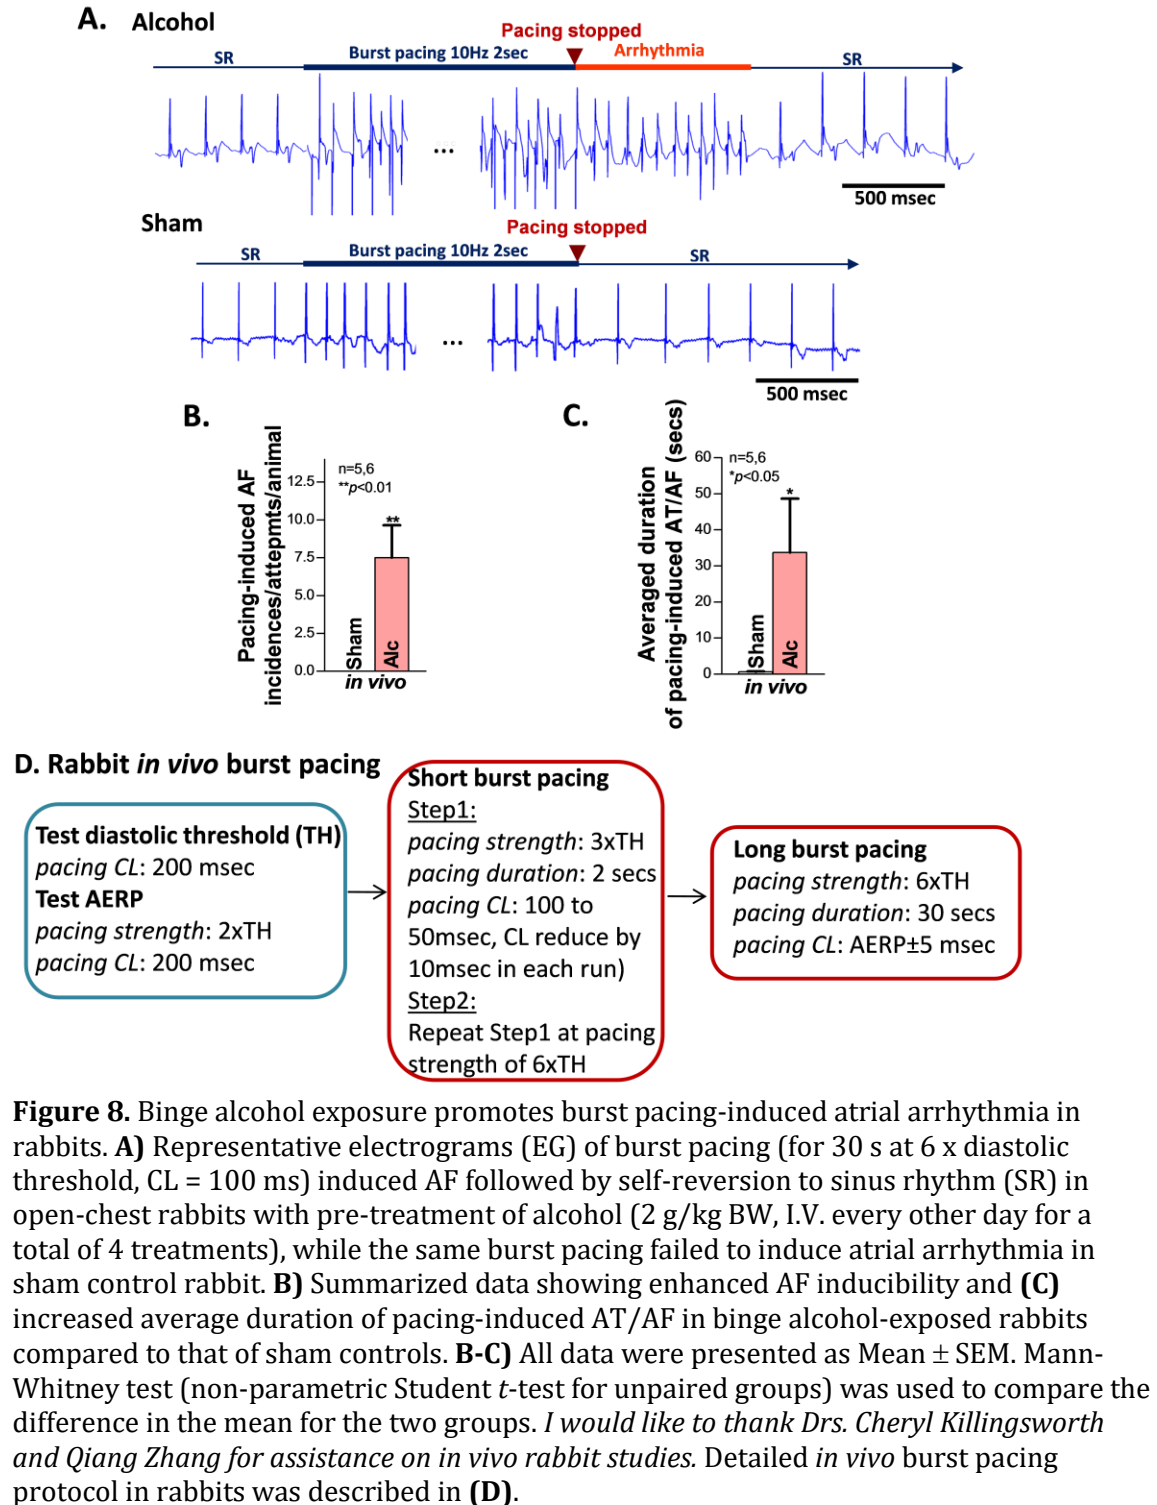 A. Alcohol
Pacing stopped
SR
Burst pacing 10Hz 2sec
Arrhythmia
SR
...
500 msec
Sham
Pacing stopped
SR
Burst pacing 10Hz 2sec
SR
...
500 msec
B.
Pacing-induced AF
incidences/attepmts/animal
12.5
10.0
7.5
5.0
2.5
0.0
n=5,6
**p<0.01
**
Sham
Alc
in vivo
C.
Averaged duration
of pacing-induced AT/AF (secs)
60
50
40
30
20
10
0
n=5,6
*p<0.05
*
Sham
Alc
in vivo
D. Rabbit in vivo burst pacing
Test diastolic threshold (TH)
pacing CL: 200 msec
Test AERP
pacing strength: 2xTH
pacing CL: 200 msec
Short burst pacing
Step1:
pacing strength: 3xTH
pacing duration: 2 secs
pacing CL: 100 to
50msec, CL reduce by
10msec in each run)
Step2:
Repeat Step1 at pacing
strength of 6xTH
Long burst pacing
pacing strength: 6xTH
pacing duration: 30 secs
pacing CL: AERP±5 msec
Figure 8. Binge alcohol exposure promotes burst pacing-induced atrial arrhythmia in
rabbits. A) Representative electrograms (EG) of burst pacing (for 30 s at 6 x diastolic
threshold, CL = 100 ms) induced AF followed by self-reversion to sinus rhythm (SR) in
open-chest rabbits with pre-treatment of alcohol (2 g/kg BW, I.V. every other day for a
total of 4 treatments), while the same burst pacing failed to induce atrial arrhythmia in
sham control rabbit. B) Summarized data showing enhanced AF inducibility and (C)
increased average duration of pacing-induced AT/AF in binge alcohol-exposed rabbits
compared to that of sham controls. B-C) All data were presented as Mean ± SEM. Mann-
Whitney test (non-parametric Student t-test for unpaired groups) was used to compare the
difference in the mean for the two groups. I would like to thank Drs. Cheryl Killingsworth
and Qiang Zhang for assistance on in vivo rabbit studies. Detailed in vivo burst pacing
protocol in rabbits was described in (D).